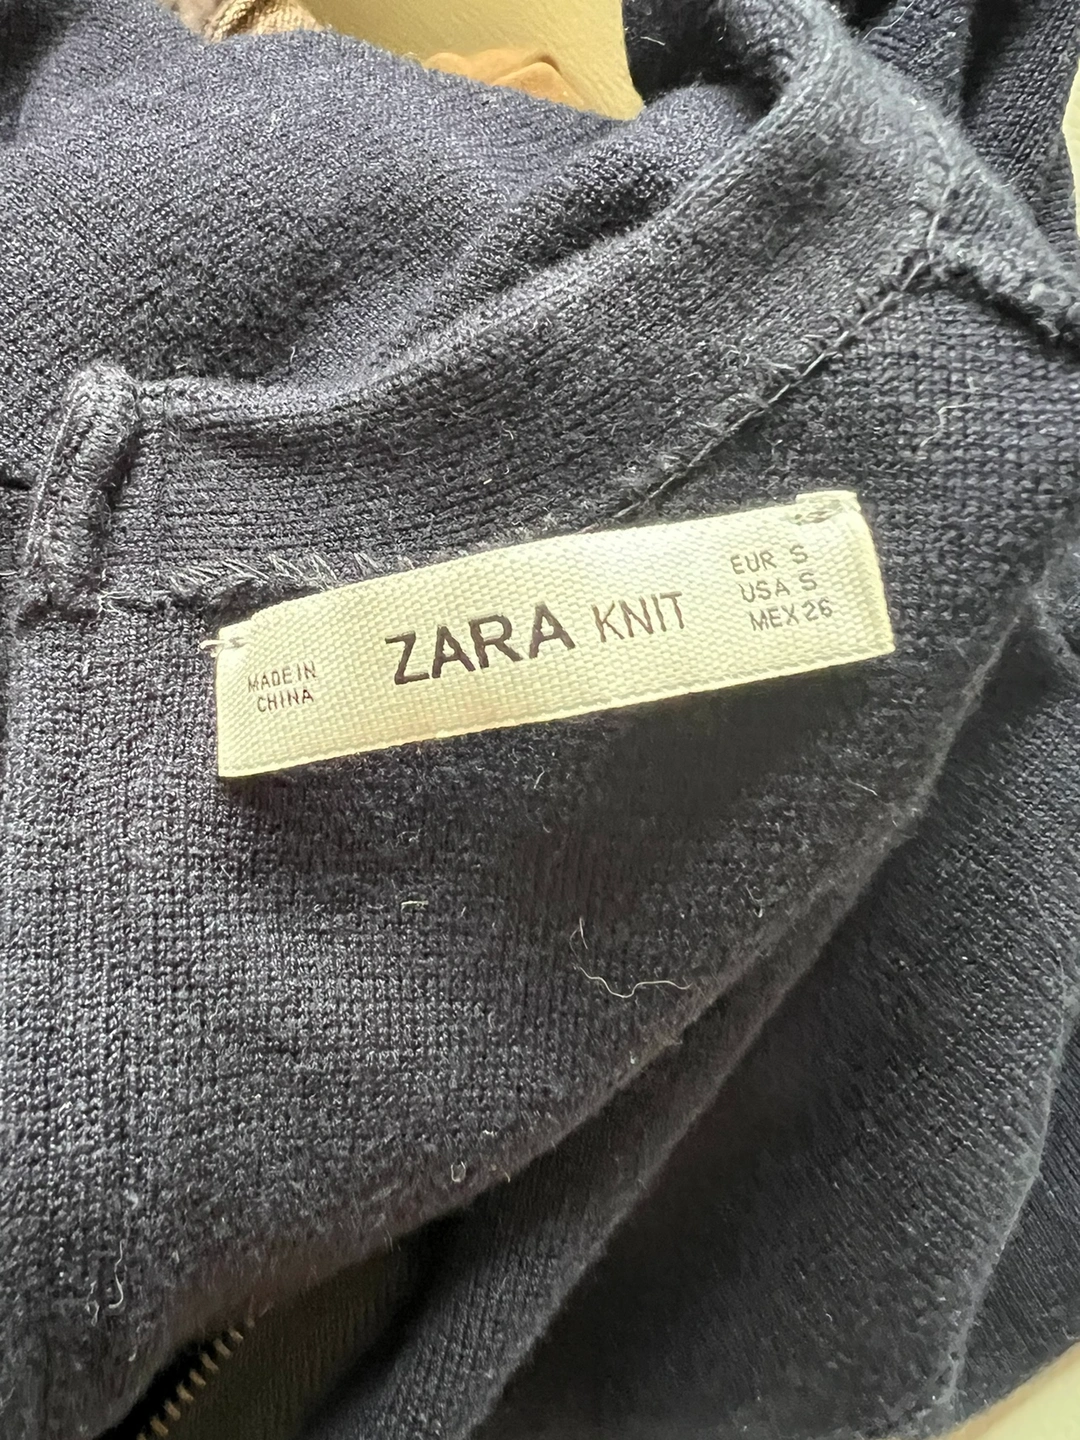 MADE IN
CHINA
ZARA KNIT
EUR S
USA S
MEX 26